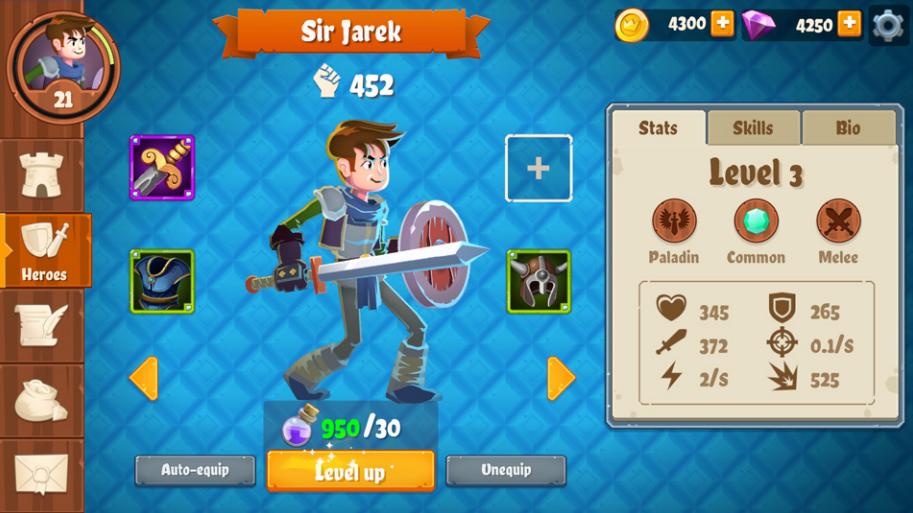 Sir Jarek
4300 +
4250 +
452
21
Stats
Skills
Bio
Level 3
Paladin
Common
Melee
Heroes
345
265
372
0.1/S
2/S
525
950/30
Auto-equip
Level up
Unequip